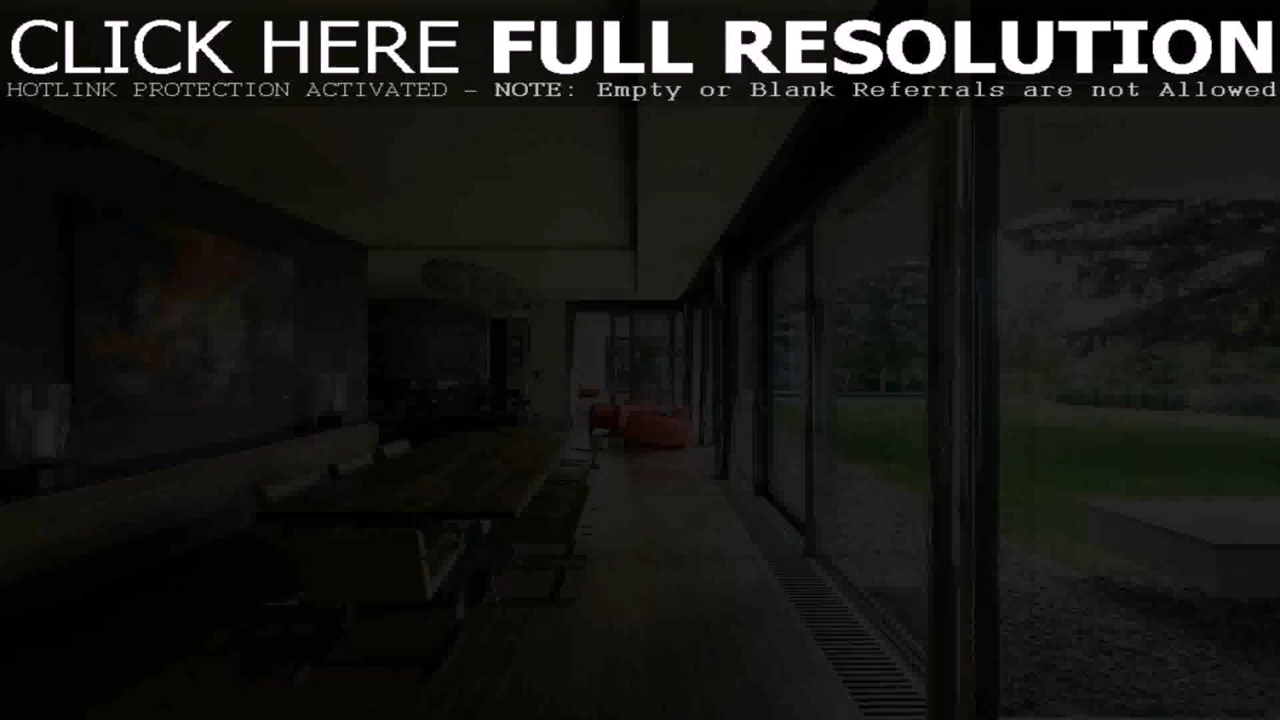 CLICK HERE FULL RESOLUTION
HOTLINK PROTECTION ACTIVATED - NOTE: Empty or Blank Referrals are not Allowed